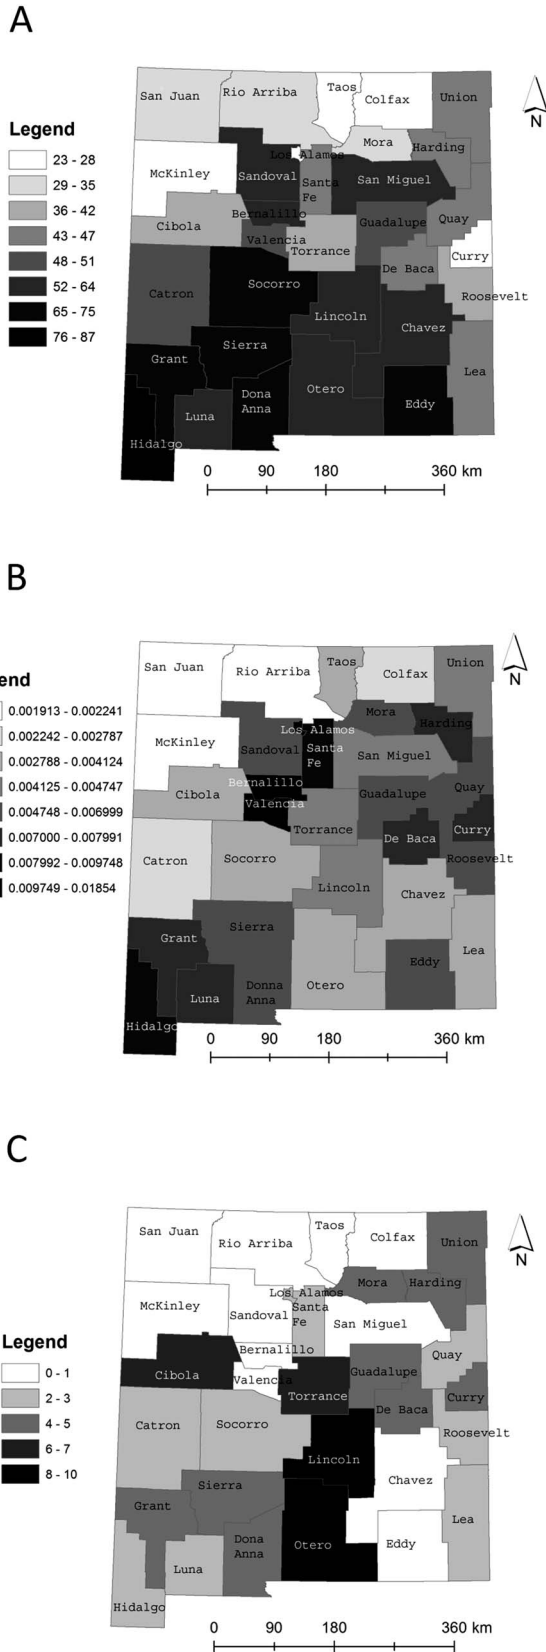 A
San Juan
Rio Arriba
Taos
Colfax
Union
N
Legend
23 - 28
29 - 35
36 - 42
43 - 47
48 - 51
52 - 64
65 - 75
76 - 87
McKinley
Los Alamos
Mora
Harding
Sandoval
Santa
Fe
San Miguel
Cibola
Bernalillo
Valencia
Torrance
Guadalupe
Quay
Curry
De Baca
Roosevelt
Catron
Socorro
Lincoln
Chavez
Sierra
Grant
Lea
Luna
Dona
Anna
Otero
Eddy
Hidalgo
0 90 180 360 km
B
San Juan
Rio Arriba
Taos
Colfax
Union
N
end
0.001913 - 0.002241
0.002242 - 0.002787
0.002788 - 0.004124
0.004125 - 0.004747
0.004748 - 0.006999
0.007000 - 0.007991
0.007992 - 0.009748
0.009749 - 0.01854
McKinley
Los Alamos
Mora
Harding
Sandoval
Santa
Fe
San Miguel
Cibola
Bernalillo
Valencia
Torrance
Guadalupe
Quay
Curry
De Baca
Roosevelt
Catron
Socorro
Lincoln
Chavez
Sierra
Grant
Lea
Luna
Donna
Anna
Otero
Eddy
Hidalgo
0 90 180 360 km
C
San Juan
Rio Arriba
Taos
Colfax
Union
N
Legend
0 - 1
2 - 3
4 - 5
6 - 7
8 - 10
McKinley
Los Alamos
Mora
Harding
Sandoval
Santa
Fe
San Miguel
Cibola
Bernalillo
Valencia
Torrance
Guadalupe
Quay
Curry
De Baca
Roosevelt
Catron
Socorro
Lincoln
Chavez
Sierra
Grant
Lea
Luna
Dona
Anna
Otero
Eddy
Hidalgo
0 90 180 360 km